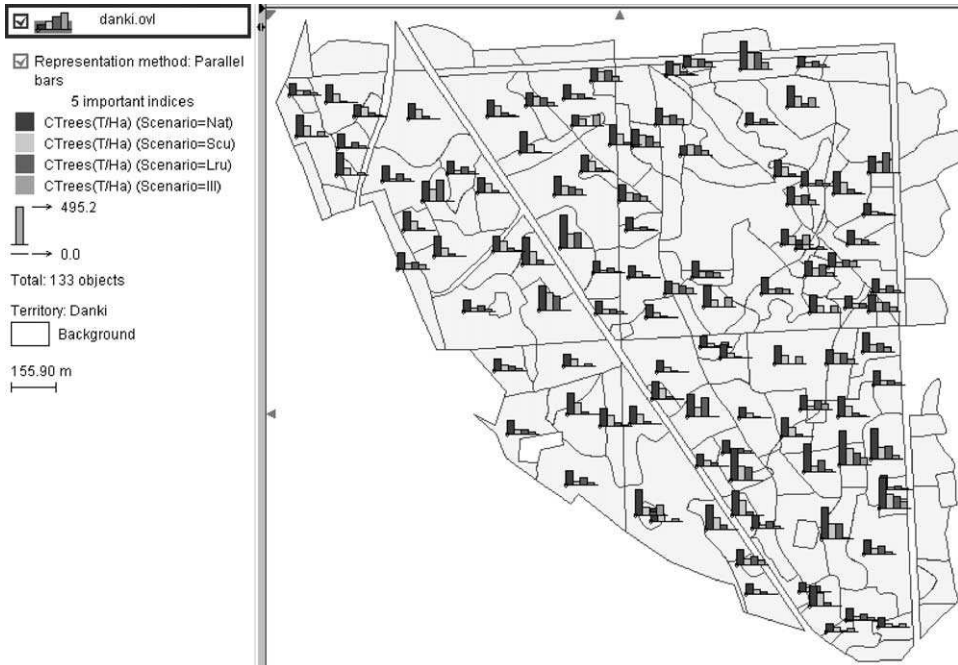 danki.ovl
Representation method: Parallel
bars
5 important indices
CTrees(T/Ha) (Scenario=Nat)
CTrees(T/Ha) (Scenario=Scu)
CTrees(T/Ha) (Scenario=Lru)
CTrees(T/Ha) (Scenario=Ill)
495.2
0.0
Total: 133 objects
Territory: Danki
Background
155.90 m